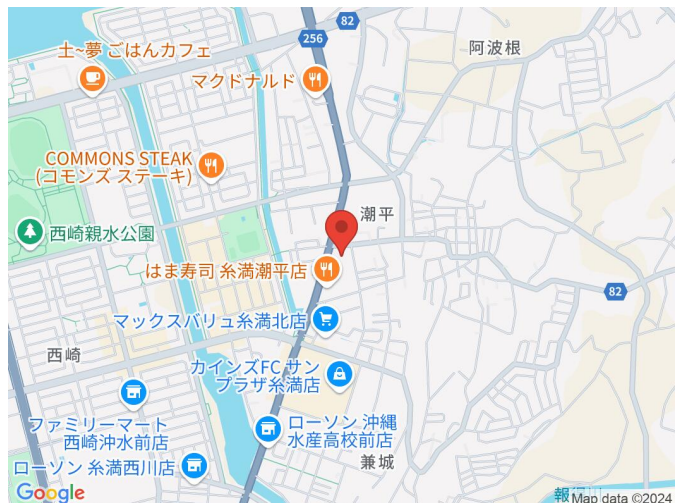 82
256
土~夢 ごはんカフェ
阿波根
マクドナルド
COMMONS STEAK
(コモンズ ステーキ)
潮平
西崎親水公園
はま寿司 糸満潮平店
82
マックスバリュ糸満北店
西崎
カインズFC サン
プラザ糸満店
ファミリーマート
西崎沖水前店
ローソン 沖縄
水産高校前店
ローソン 糸満西川店
兼城
Google
Map data ©2024